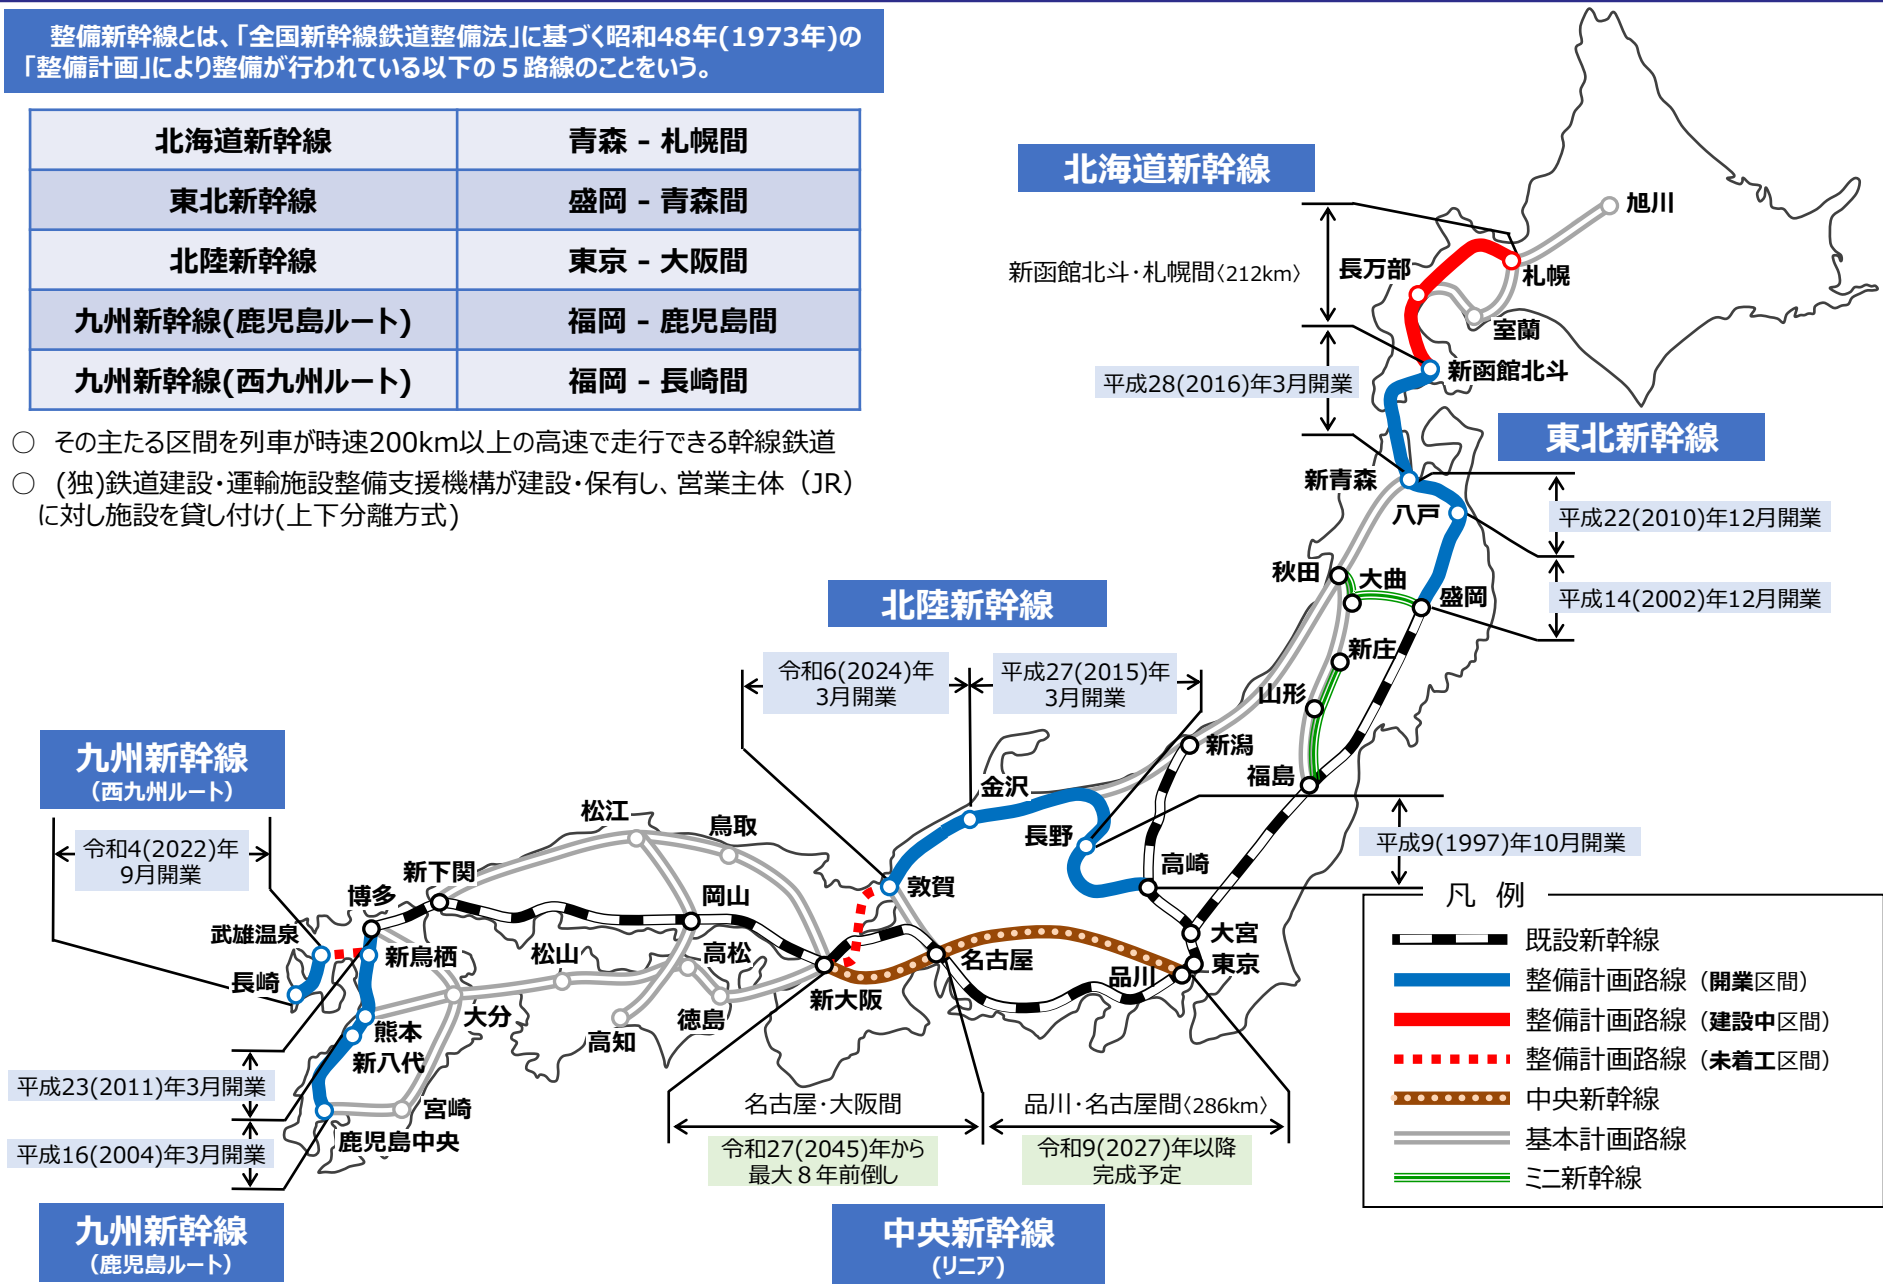 整備新幹線とは、「全国新幹線鉄道整備法」に基づく昭和48年(1973年)の
「整備計画」により整備が行われている以下の５路線のことをいう。
北海道新幹線 青森 - 札幌間
東北新幹線 盛岡 - 青森間
北陸新幹線 東京 - 大阪間
九州新幹線(鹿児島ルート) 福岡 - 鹿児島間
九州新幹線(西九州ルート) 福岡 - 長崎間
○ その主たる区間を列車が時速200km以上の高速で走行できる幹線鉄道
○ (独)鉄道建設・運輸施設整備支援機構が建設・保有し、営業主体（JR）
に対し施設を貸し付け(上下分離方式)
北海道新幹線
旭川
新函館北斗・札幌間〈212km〉
長万部
札幌
室蘭
新函館北斗
平成28(2016)年3月開業
東北新幹線
新青森
八戸
平成22(2010)年12月開業
秋田
大曲
盛岡
平成14(2002)年12月開業
新庄
山形
福島
北陸新幹線
令和6(2024)年
3月開業
平成27(2015)年
3月開業
新潟
金沢
長野
高崎
平成9(1997)年10月開業
敦賀
大宮
東京
品川
名古屋
新大阪
九州新幹線
（西九州ルート）
令和4(2022)年
9月開業
松江
鳥取
新下関
岡山
博多
武雄温泉
新鳥栖
松山
高松
長崎
大分
徳島
高知
熊本
新八代
平成23(2011)年3月開業
宮崎
鹿児島中央
平成16(2004)年3月開業
九州新幹線
（鹿児島ルート）
名古屋・大阪間
令和27(2045)年から
最大８年前倒し
品川・名古屋間〈286km〉
令和9(2027)年以降
完成予定
中央新幹線
(リニア)
凡 例
既設新幹線
整備計画路線（開業区間）
整備計画路線（建設中区間）
整備計画路線（未着工区間）
中央新幹線
基本計画路線
ミニ新幹線